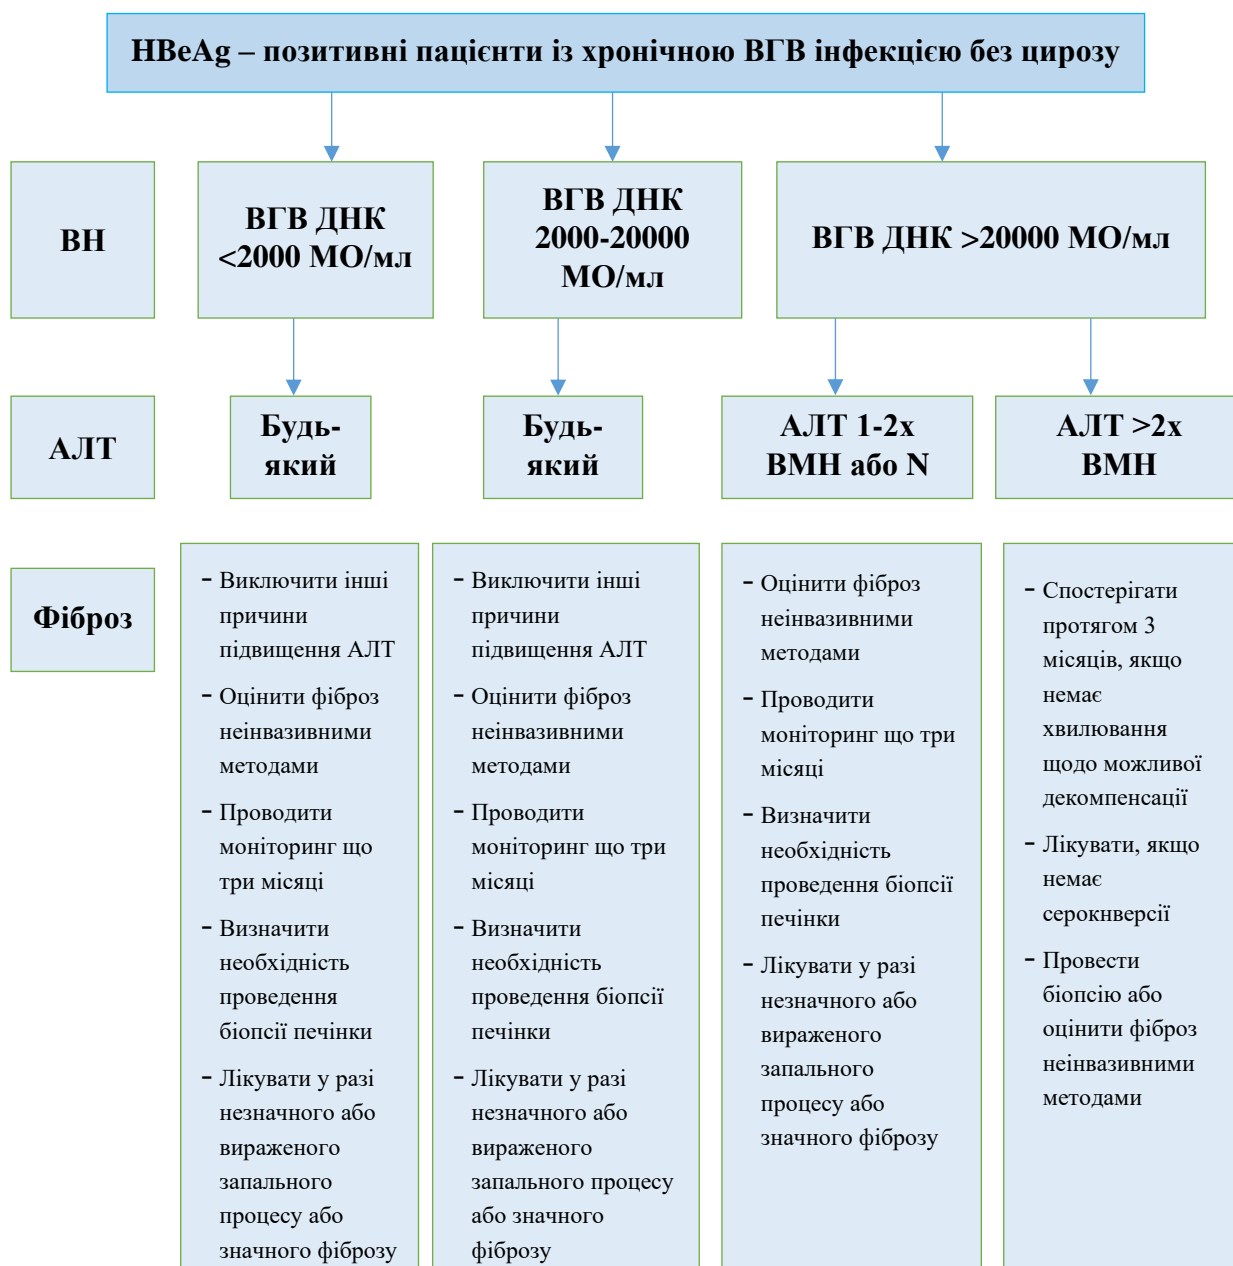 HBeAg – позитивні пацієнти із хронічною ВГВ інфекцією без цирозу
ВН
ВГВ ДНК
<2000 МО/мл
ВГВ ДНК
2000-20000
МО/мл
ВГВ ДНК >20000 МО/мл
АЛТ
Будь-
який
Будь-
який
АЛТ 1-2х
ВМН або N
АЛТ >2х
ВМН
Фіброз
- Виключити інші
причини
підвищення АЛТ
- Оцінити фіброз
неінвазивними
методами
- Проводити
моніторинг що
три місяці
- Визначити
необхідність
проведення
біопсії печінки
- Лікувати у разі
незначного або
вираженого
запального
процесу або
значного фіброзу
- Виключити інші
причини
підвищення АЛТ
- Оцінити фіброз
неінвазивними
методами
- Проводити
моніторинг що три
місяці
- Визначити
необхідність
проведення біопсії
печінки
- Лікувати у разі
незначного або
вираженого
запального процесу
або значного
фіброзу
- Оцінити фіброз
неінвазивними
методами
- Проводити
моніторинг що три
місяці
- Визначити
необхідність
проведення біопсії
печінки
- Лікувати у разі
незначного або
вираженого
запального
процесу або
значного фіброзу
- Спостерігати
протягом 3
місяців, якщо
немає
хвилювання
щодо можливої
декомпенсації
- Лікувати, якщо
немає
серокнверсії
- Провести
біопсію або
оцінити фіброз
неінвазивними
методами